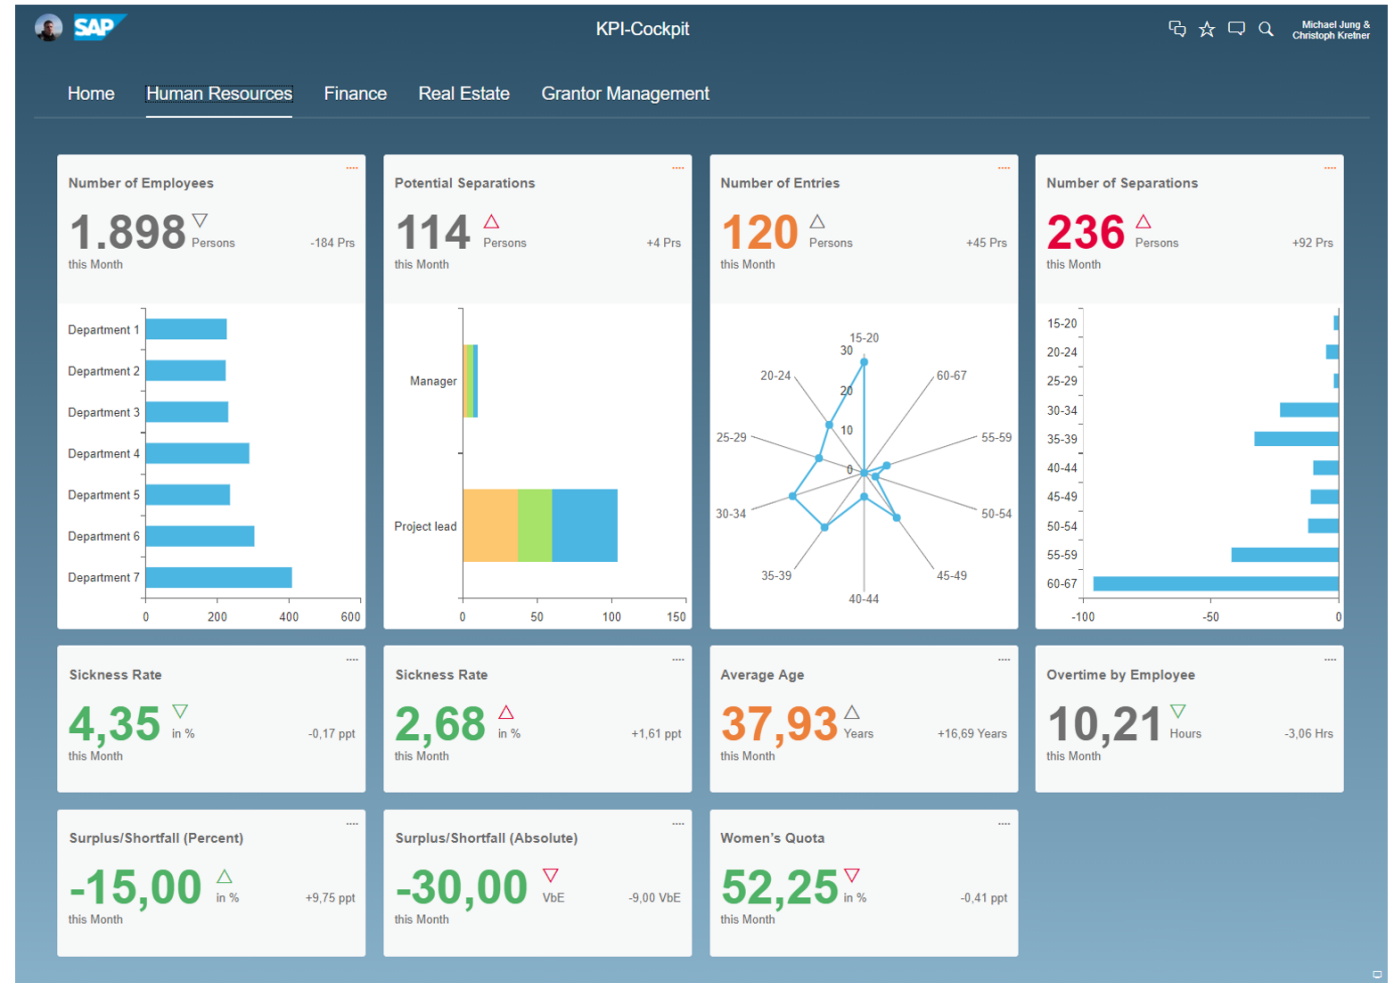 SAP
KPI-Cockpit
Michael Jung &
Christoph Kretner
Home Human Resources Finance Real Estate Grantor Management
Number of Employees
1.898 Persons -184 Prs
this Month
Department 1
Department 2
Department 3
Department 4
Department 5
Department 6
Department 7
0 200 400 600
Potential Separations
114 Persons +4 Prs
this Month
Manager
Project lead
0 50 100 150
Number of Entries
120 Persons +45 Prs
this Month
15-20
30
20-24 60-67
20
10
25-29 55-59
0
30-34 50-54
35-39 45-49
40-44
Number of Separations
236 Persons +92 Prs
this Month
15-20
20-24
25-29
30-34
35-39
40-44
45-49
50-54
55-59
60-67
-100 -50 0
Sickness Rate
4,35 in % -0,17 ppt
this Month
Sickness Rate
2,68 in % +1,61 ppt
this Month
Average Age
37,93 Years +16,69 Years
this Month
Overtime by Employee
10,21 Hours -3,06 Hrs
this Month
Surplus/Shortfall (Percent)
-15,00 in % +9,75 ppt
this Month
Surplus/Shortfall (Absolute)
-30,00 VbE -9,00 VbE
this Month
Women's Quota
52,25 in % -0,41 ppt
this Month